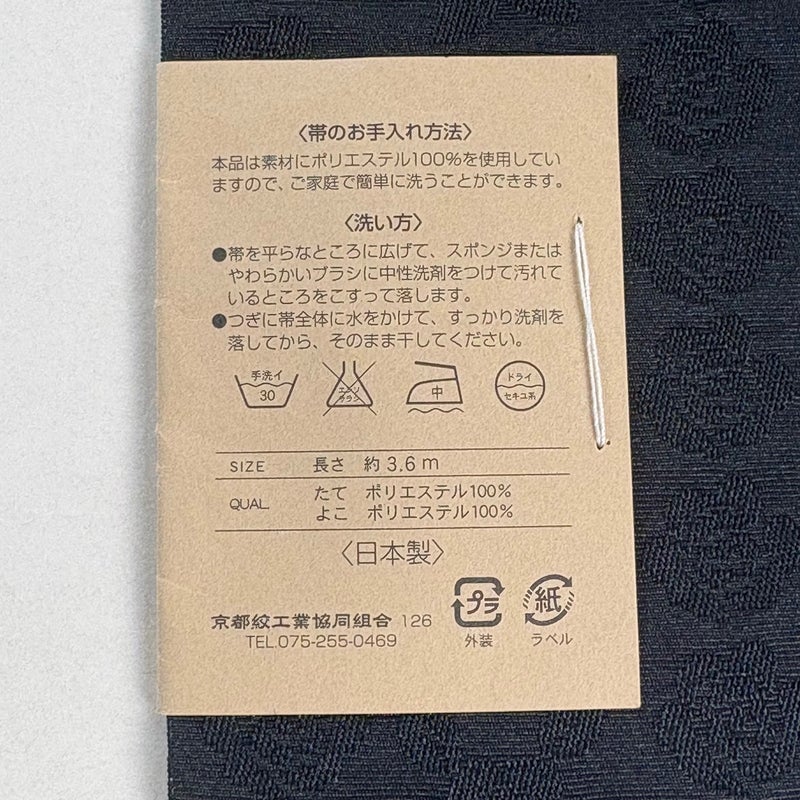 〈帯のお手入れ方法〉
本品は素材にポリエステル100%を使用してい
ますので、ご家庭で簡単に洗うことができます。
〈洗い方〉
●帯を平らなところに広げて、スポンジまたは
やわらかいブラシに中性洗剤をつけて汚れて
いるところをこすって落します。
●つぎに帯全体に水をかけて、すっかり洗剤を
落してから、そのまま干してください。
手洗イ
30
エンソ
サラシ
中
ドライ
セキユ系
SIZE 長さ 約3.6m
QUAL. たて ポリエステル100%
よこ ポリエステル100%
〈日本製〉
京都絞工業協同組合 126
TEL.075-255-0469
プラ
外装
紙
ラベル